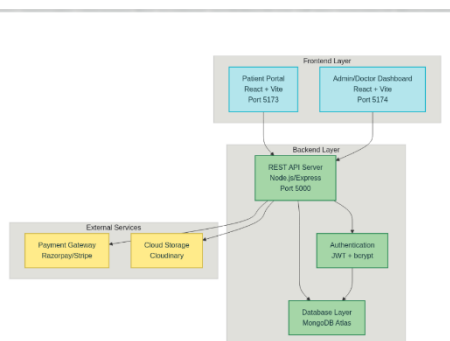 Frontend Layer
Patient Portal
React + Vite
Port 5173
Admin/Doctor Dashboard
React + Vite
Port 5174
Backend Layer
REST API Server
Node.js/Express
Port 5000
External Services
Payment Gateway
Razorpay/Stripe
Cloud Storage
Cloudinary
Authentication
JWT + bcrypt
Database Layer
MongoDB Atlas